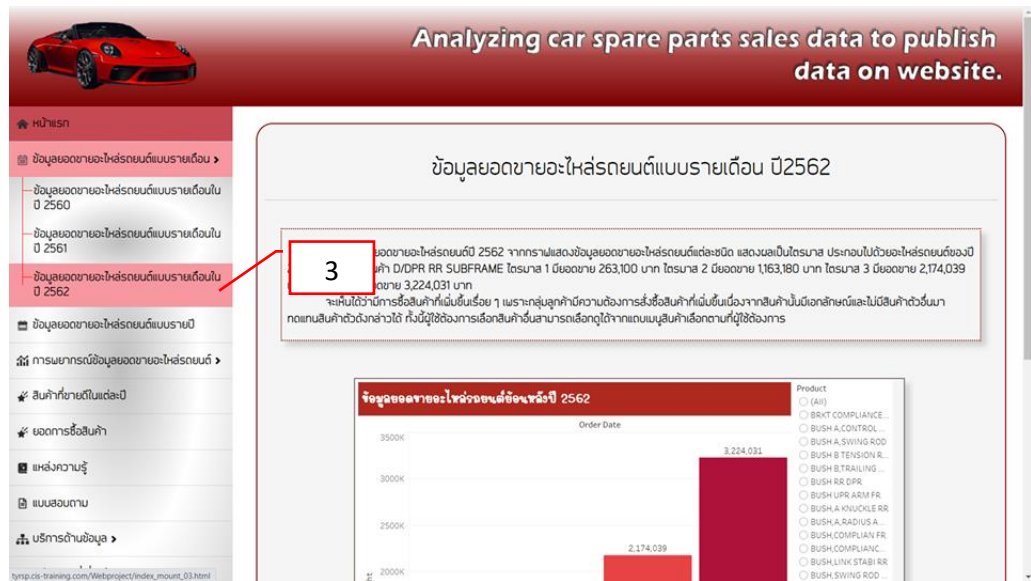 Analyzing car spare parts sales data to publish
data on website.
หน้าแรก
ข้อมูลยอดขายอะไหล่รถยนต์แบบรายเดือน >
ข้อมูลยอดขายอะไหล่รถยนต์แบบรายเดือนใน
ปี 2560
ข้อมูลยอดขายอะไหล่รถยนต์แบบรายเดือนใน
ปี 2561
ข้อมูลยอดขายอะไหล่รถยนต์แบบรายเดือนใน
ปี 2562
ข้อมูลยอดขายอะไหล่รถยนต์แบบรายปี
การพยากรณ์ข้อมูลยอดขายอะไหล่รถยนต์ >
สินค้าที่ขายดีในแต่ละปี
ยอดการซื้อสินค้า
แหล่งความรู้
แบบสอบถาม
บริการด้านข้อมูล >
tyrsp.cis-training.com/Webproject/index_mount_03.html
3
ข้อมูลยอดขายอะไหล่รถยนต์แบบรายเดือน ปี2562
ยอดขายอะไหล่รถยนต์ปี 2562 จากกราฟแสดงข้อมูลยอดขายอะไหล่รถยนต์แต่ละชนิด แสดงผลเป็นไตรมาส ประกอบไปด้วยอะไหล่รถยนต์ของปี
D/DPR RR SUBFRAME ไตรมาส 1 มียอดขาย 263,100 บาท ไตรมาส 2 มียอดขาย 1,163,180 บาท ไตรมาส 3 มียอดขาย 2,174,039
3,224,031 บาท
จะเห็นได้ว่ามีการซื้อสินค้าที่เพิ่มขึ้นเรื่อย ๆ เพราะกลุ่มลูกค้ามีความต้องการสั่งซื้อสินค้าที่เพิ่มขึ้นเนื่องจากสินค้านั้นมีเอกลักษณ์และไม่มีสินค้าตัวอื่นมา
ทดแทนสินค้าตัวดังกล่าวได้ ทั้งนี้ผู้ใช้ต้องการเลือกสินค้าอื่นสามารถเลือกดูได้จากแถบเมนูสินค้าเลือกตามที่ผู้ใช้ต้องการ
ข้อมูลยอดขายอะไหล่รถยนต์ย้อนหลังปี 2562
Order Date
3500K
3,224,031
3000K
2500K
2,174,039
2000K
Product
(All)
BRKT COMPLIANCE...
BUSH A,CONTROL ...
BUSH A,SWING ROD
BUSH B TENSION R...
BUSH B,TRAILING ...
BUSH RR DPR
BUSH UPR ARM FR
BUSH,A KNUCKLE RR
BUSH,A,RADIUS A...
BUSH,COMPLIAN FR
BUSH,COMPLIANC...
BUSH,LINK STABI RR
BUSH,SWING ROD ...